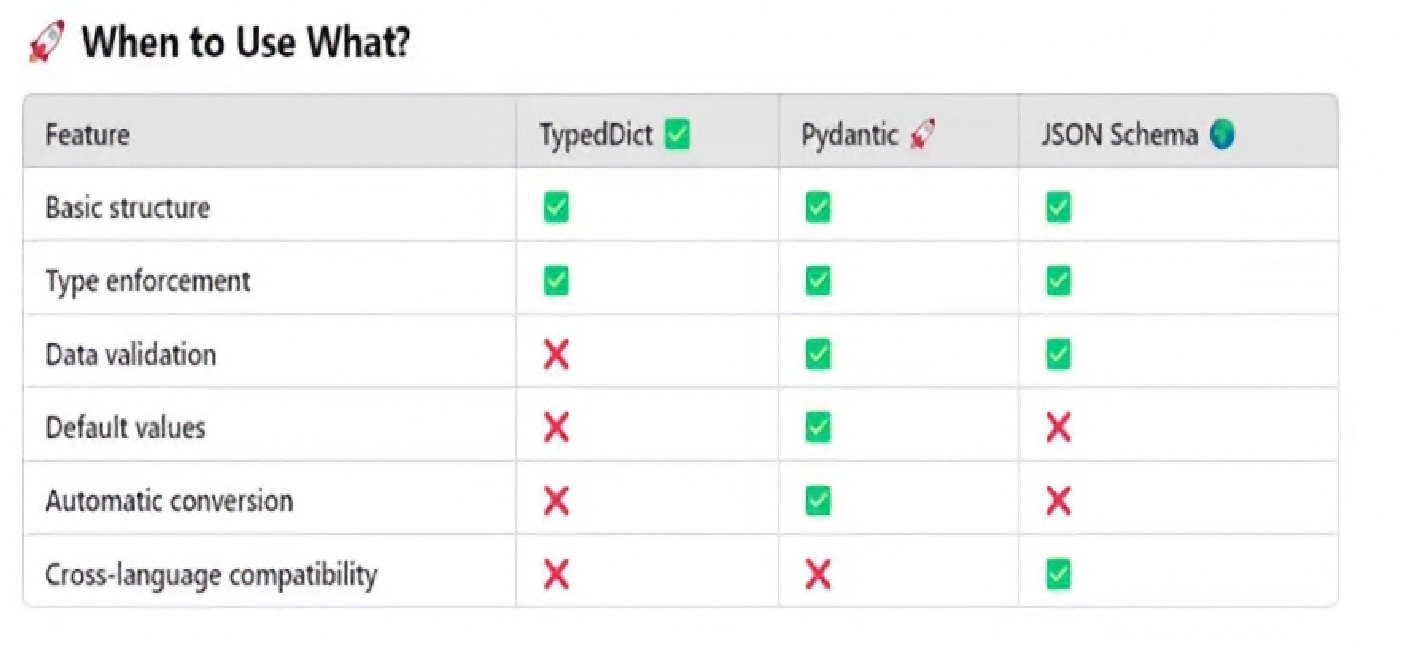 🚀 When to Use What?
Feature TypedDict ✅ Pydantic 🚀 JSON Schema 🌍
Basic structure ✅ ✅ ✅
Type enforcement ✅ ✅ ✅
Data validation ❌ ✅ ✅
Default values ❌ ✅ ❌
Automatic conversion ❌ ✅ ❌
Cross-language compatibility ❌ ❌ ✅